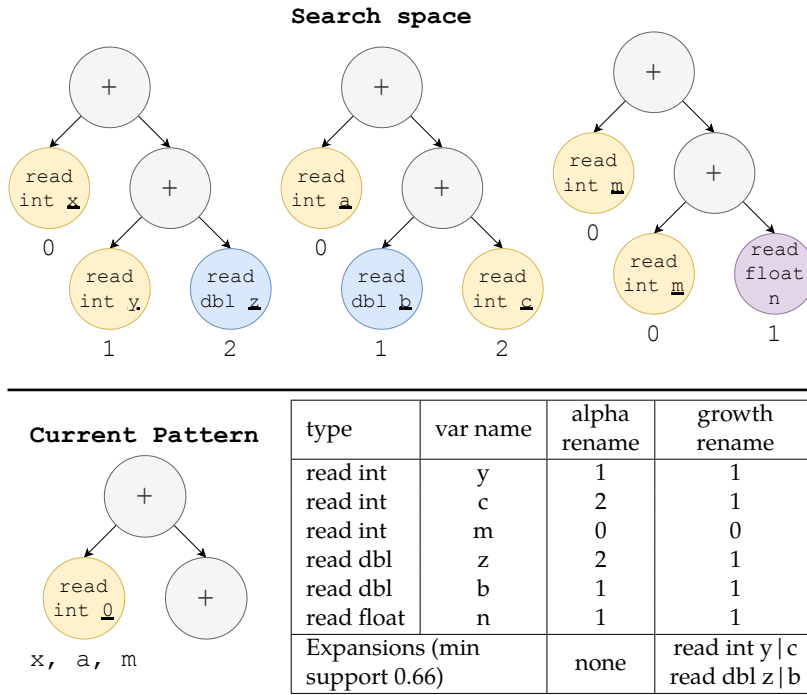 Search space
+
+
+
read
int x
+
read
int a
+
read
int m
+
0
0
0
read
int y
read
dbl z
read
dbl b
read
int c
read
int m
read
float
n
1
2
1
2
0
1
Current Pattern
+
read
int 0
+
x, a, m
type var name alpha rename growth rename
read int y 1 1
read int c 2 1
read int m 0 0
read dbl z 2 1
read dbl b 1 1
read float n 1 1
Expansions (min support 0.66) none read int y|c read dbl z|b